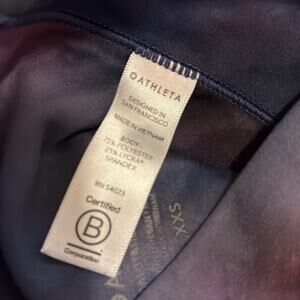 ATHLETA
DESIGNED IN
SAN FRANCISCO
MADE IN VIETNAM
BODY
75% POLYESTER
25% LYCRA®
SPANDEX
RN 54023
Certified
B
Corporation
XXS